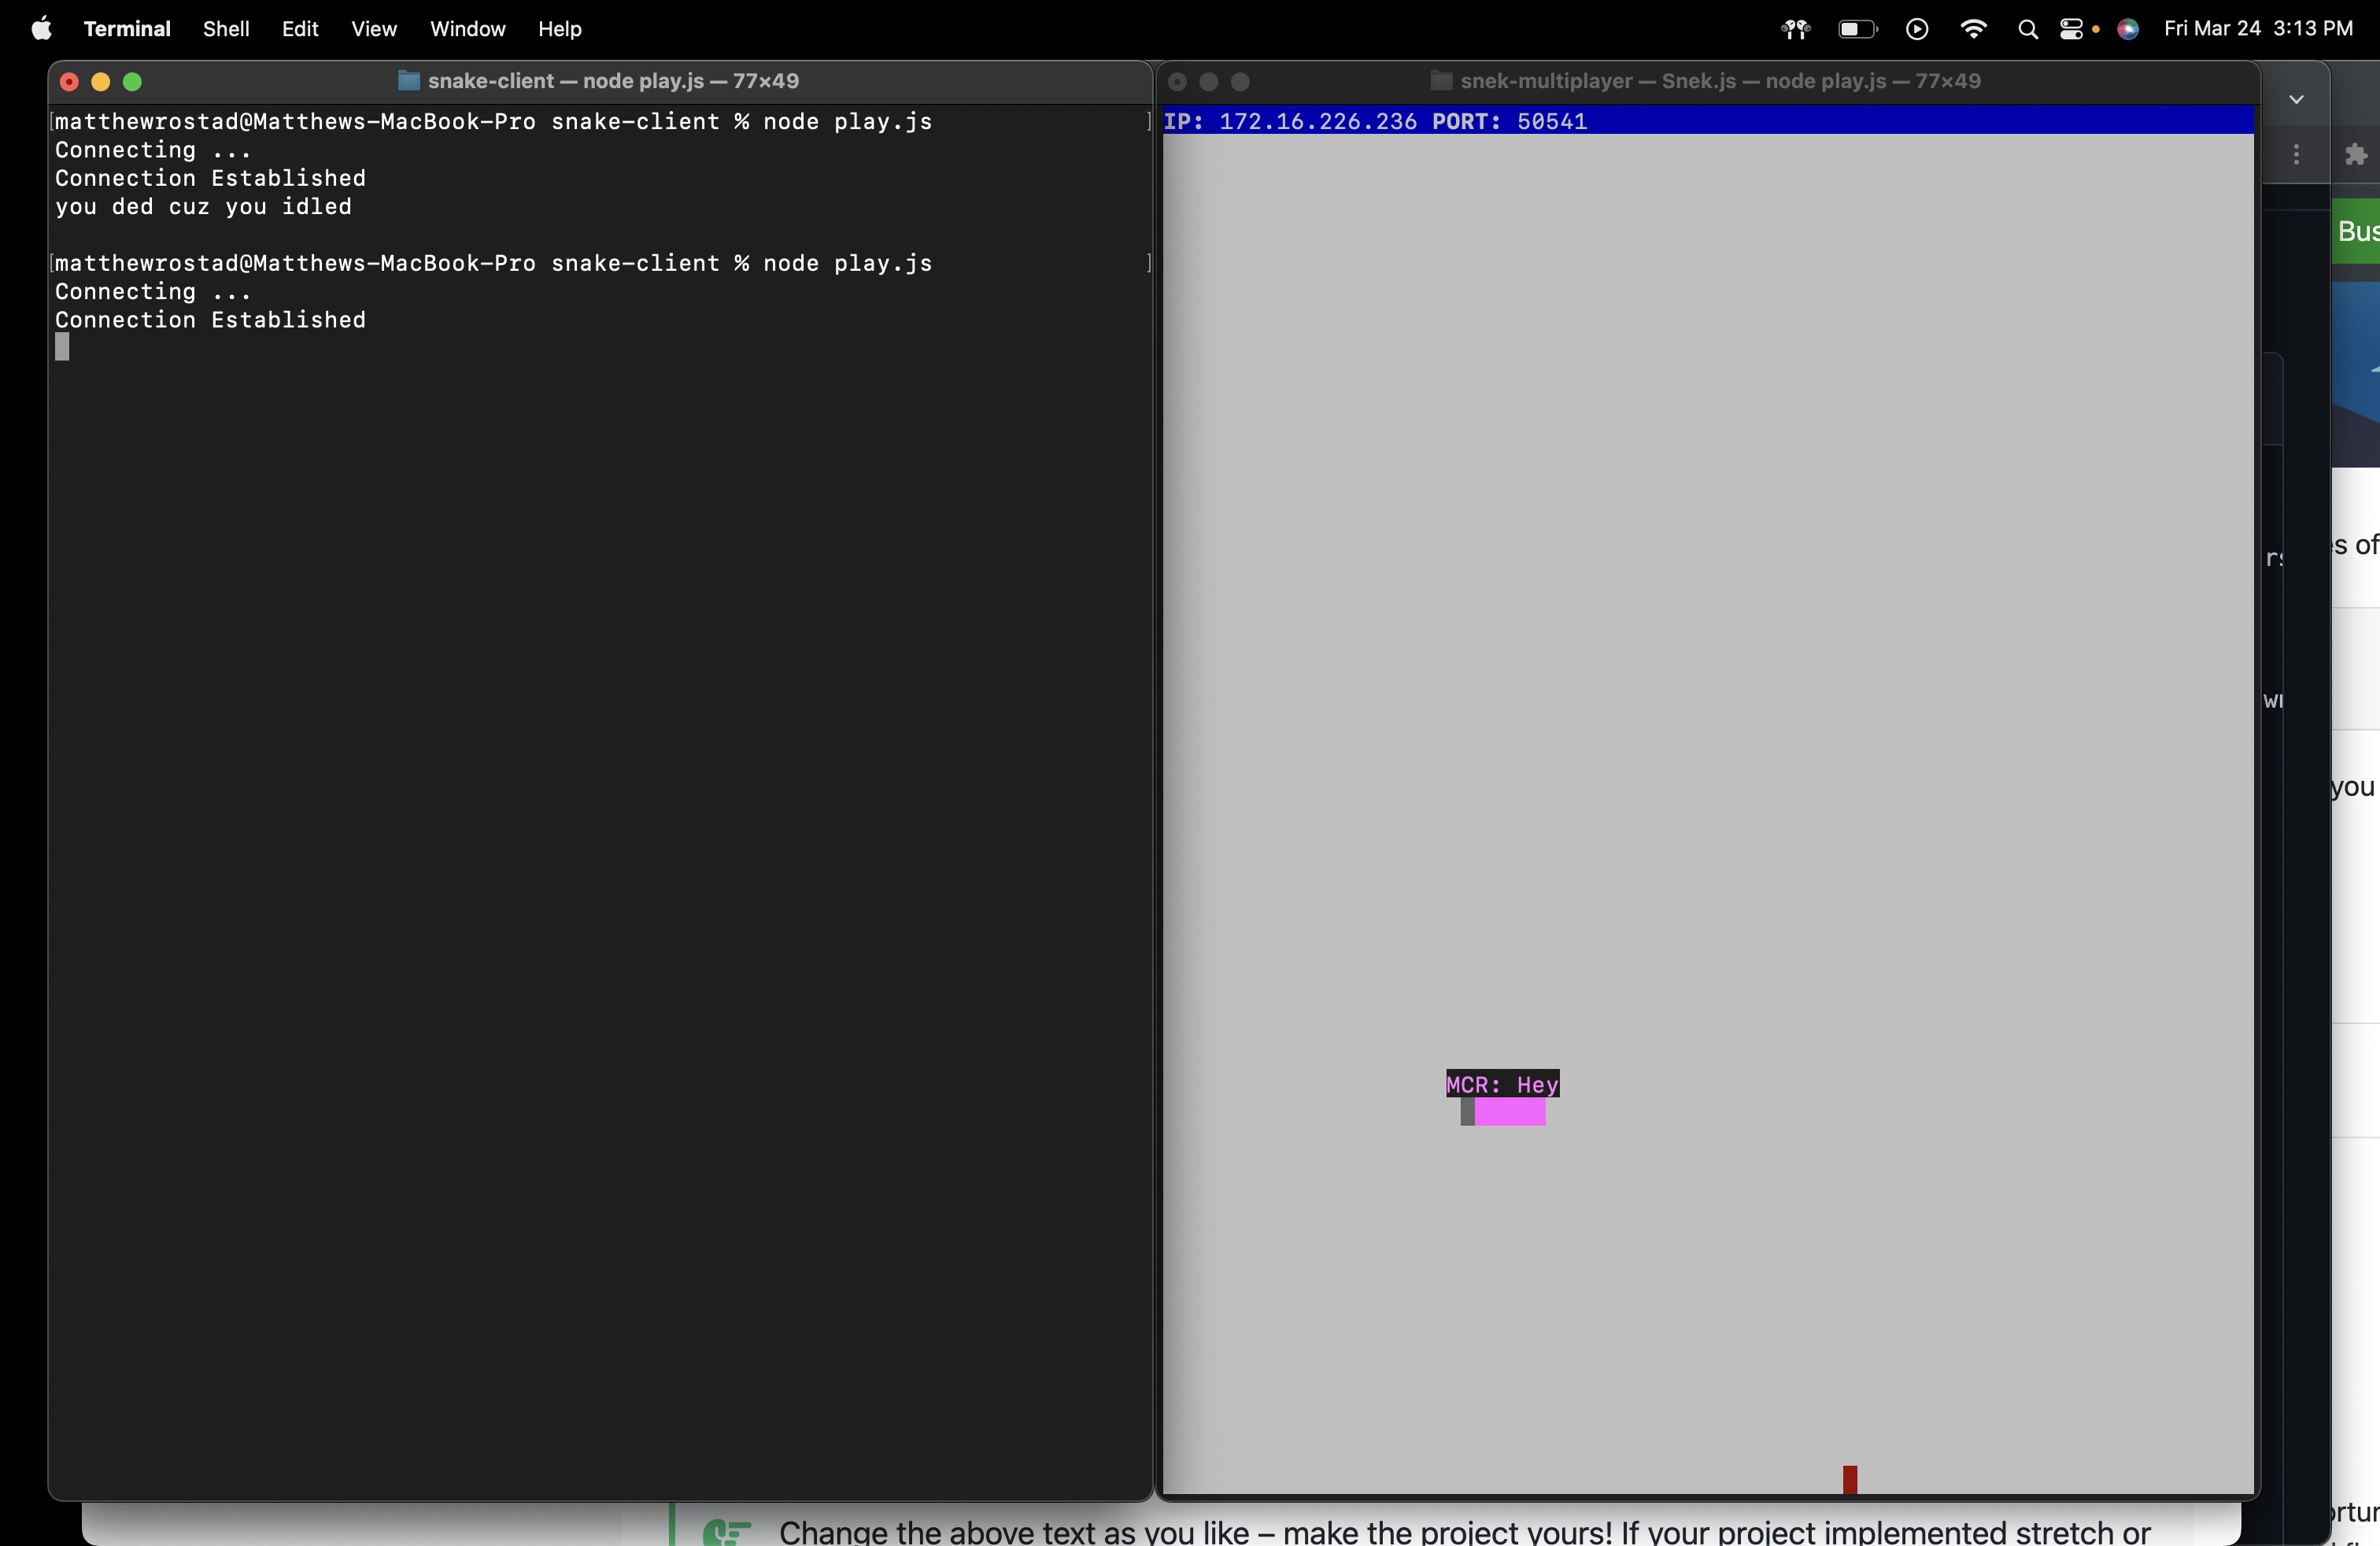 Terminal Shell Edit View Window Help Fri Mar 24 3:13 PM
snake-client — node play.js — 77×49
matthewrostad@Matthews-MacBook-Pro snake-client % node play.js
Connecting ...
Connection Established
you ded cuz you idled
matthewrostad@Matthews-MacBook-Pro snake-client % node play.js
Connecting ...
Connection Established
snek-multiplayer — Snek.js — node play.js — 77×49
IP: 172.16.226.236 PORT: 50541
MCR: Hey
of
you
Change the above text as you like – make the project yours! If your project implemented stretch or